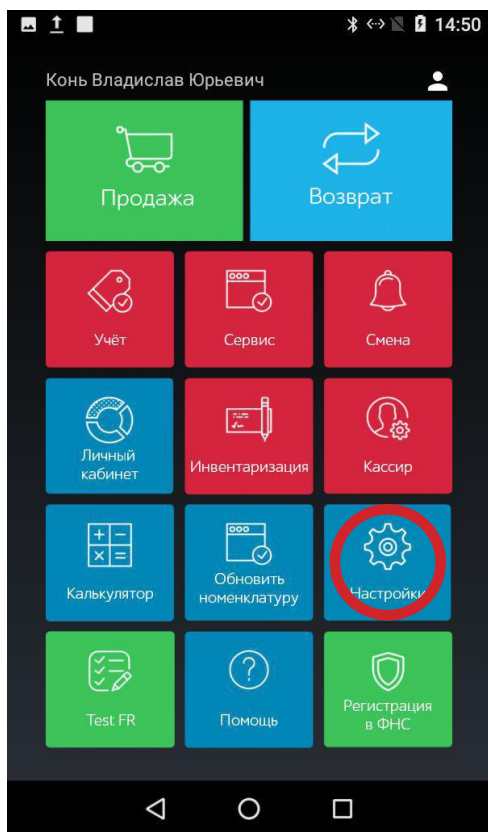 14:50
Конь Владислав Юрьевич
Продажа
Возврат
Учёт
Сервис
Смена
Личный
кабинет
Инвентаризация
Кассир
Калькулятор
Обновить
номенклатуру
Настройки
Test FR
Помощь
Регистрация
в ФНС